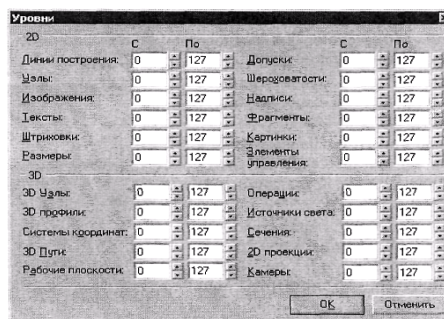 Уровни
2D
С По С По
Линии построения: 0 127 Допуски: 0 127
Узлы: 0 127 Шероховатости: 0 127
Изображения: 0 127 Надписи: 0 127
Тексты: 0 127 Фрагменты: 0 127
Штриховки: 0 127 Картинки: 0 127
Размеры: 0 127 Элементы управления: 0 127
3D
3D Узлы: 0 127 Операции: 0 127
3D профили: 0 127 Источники света: 0 127
Системы координат: 0 127 Сечения: 0 127
3D Пути: 0 127 2D проекции: 0 127
Рабочие плоскости: 0 127 Камеры: 0 127
OK Отменить